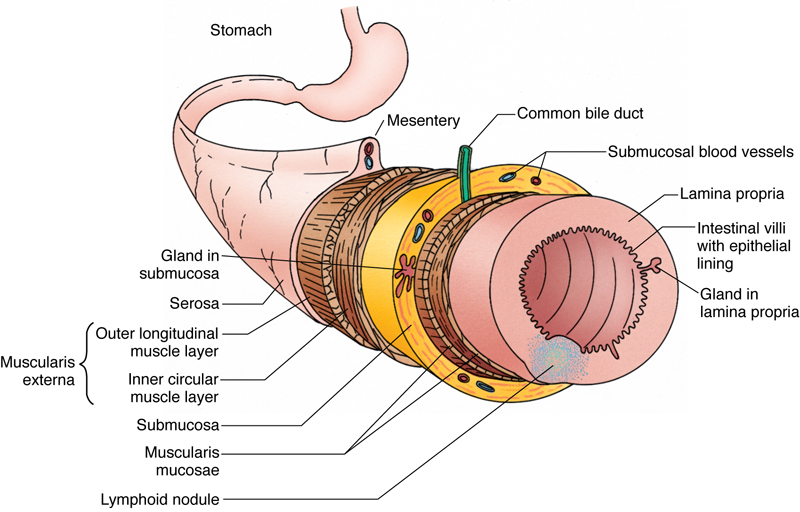 Stomach
Mesentery
Common bile duct
Submucosal blood vessels
Lamina propria
Intestinal villi
with epithelial
lining
Gland in
lamina propria
Gland in
submucosa
Serosa
Outer longitudinal
muscle layer
Muscularis
externa
Inner circular
muscle layer
Submucosa
Muscularis
mucosae
Lymphoid nodule